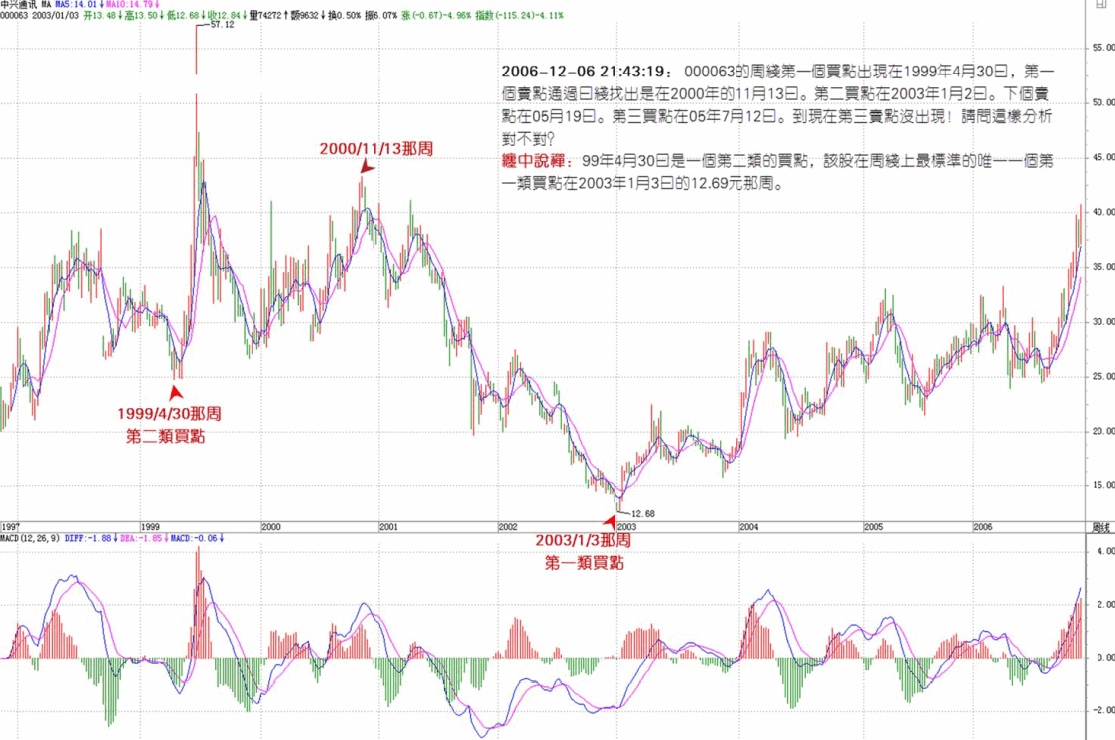 中兴通讯 MA MA5:14.01↓MA10:14.79↓
000063 2003/01/03 开13.48↓高13.50↓低12.68↓收12.84↓量74272↑额9632↓换0.50% 振6.07% 涨(-0.67)-4.96% 指数(-115.24)-4.11%
57.12
55.00
2006-12-06 21:43:19： 000063的周綫第一個買點出現在1999年4月30日，第一
個賣點通過日綫找出是在2000年的11月13日。第二買點在2003年1月2日。下個賣
點在05月19日。第三買點在05年7月12日。到現在第三賣點沒出現！請問這樣分析
對不對？
纏中說禪：99年4月30日是一個第二類的買點，該股在周綫上最標準的唯一一個第
一類買點在2003年1月3日的12.69元那周。
50.00
2000/11/13那周
45.00
40.00
35.00
30.00
25.00
1999/4/30那周
第二類買點
20.00
15.00
12.68
1997 1999 2000 2001 2002 2003 2004 2005 2006 周线
2003/1/3那周
第一類買點
MACD(12,26,9) DIFF:-1.88↓DEA:-1.85↓MACD:-0.06↓
4.00
2.00
0.00
-2.00